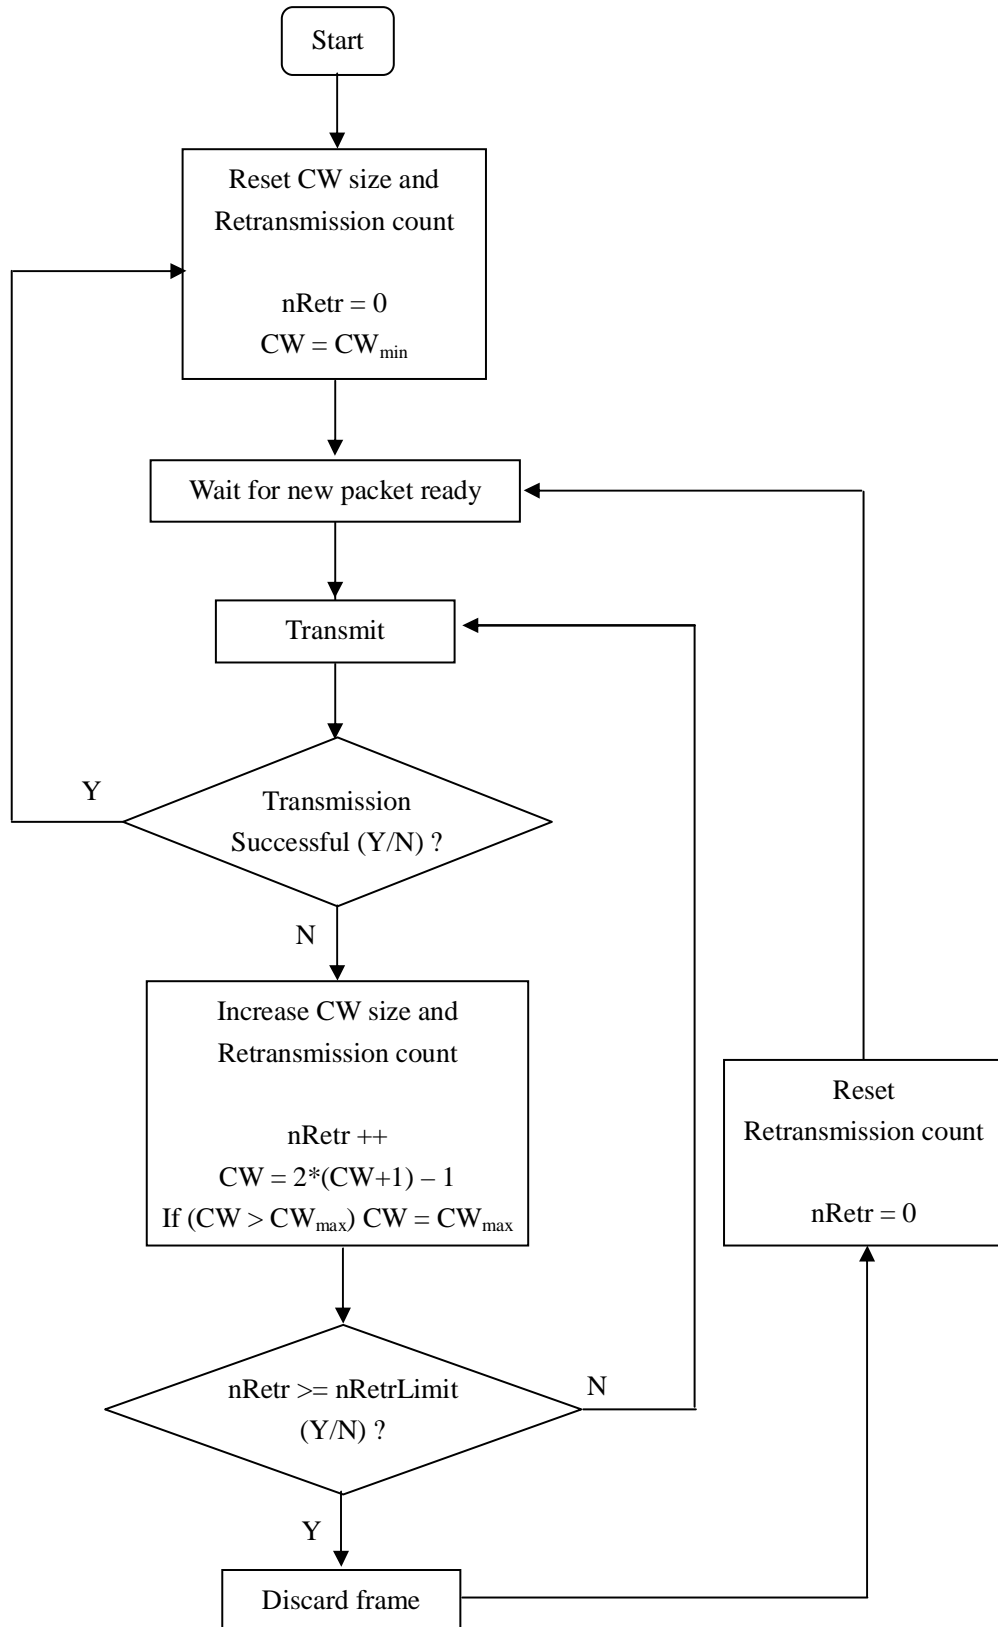 Start
Reset CW size and
Retransmission count
nRetr = 0
CW = CWmin
Wait for new packet ready
Transmit
Y
Transmission
Successful (Y/N) ?
N
Increase CW size and
Retransmission count
nRetr ++
CW = 2*(CW+1) – 1
If (CW > CWmax) CW = CWmax
Reset
Retransmission count
nRetr = 0
nRetr >= nRetrLimit
(Y/N) ?
N
Y
Discard frame